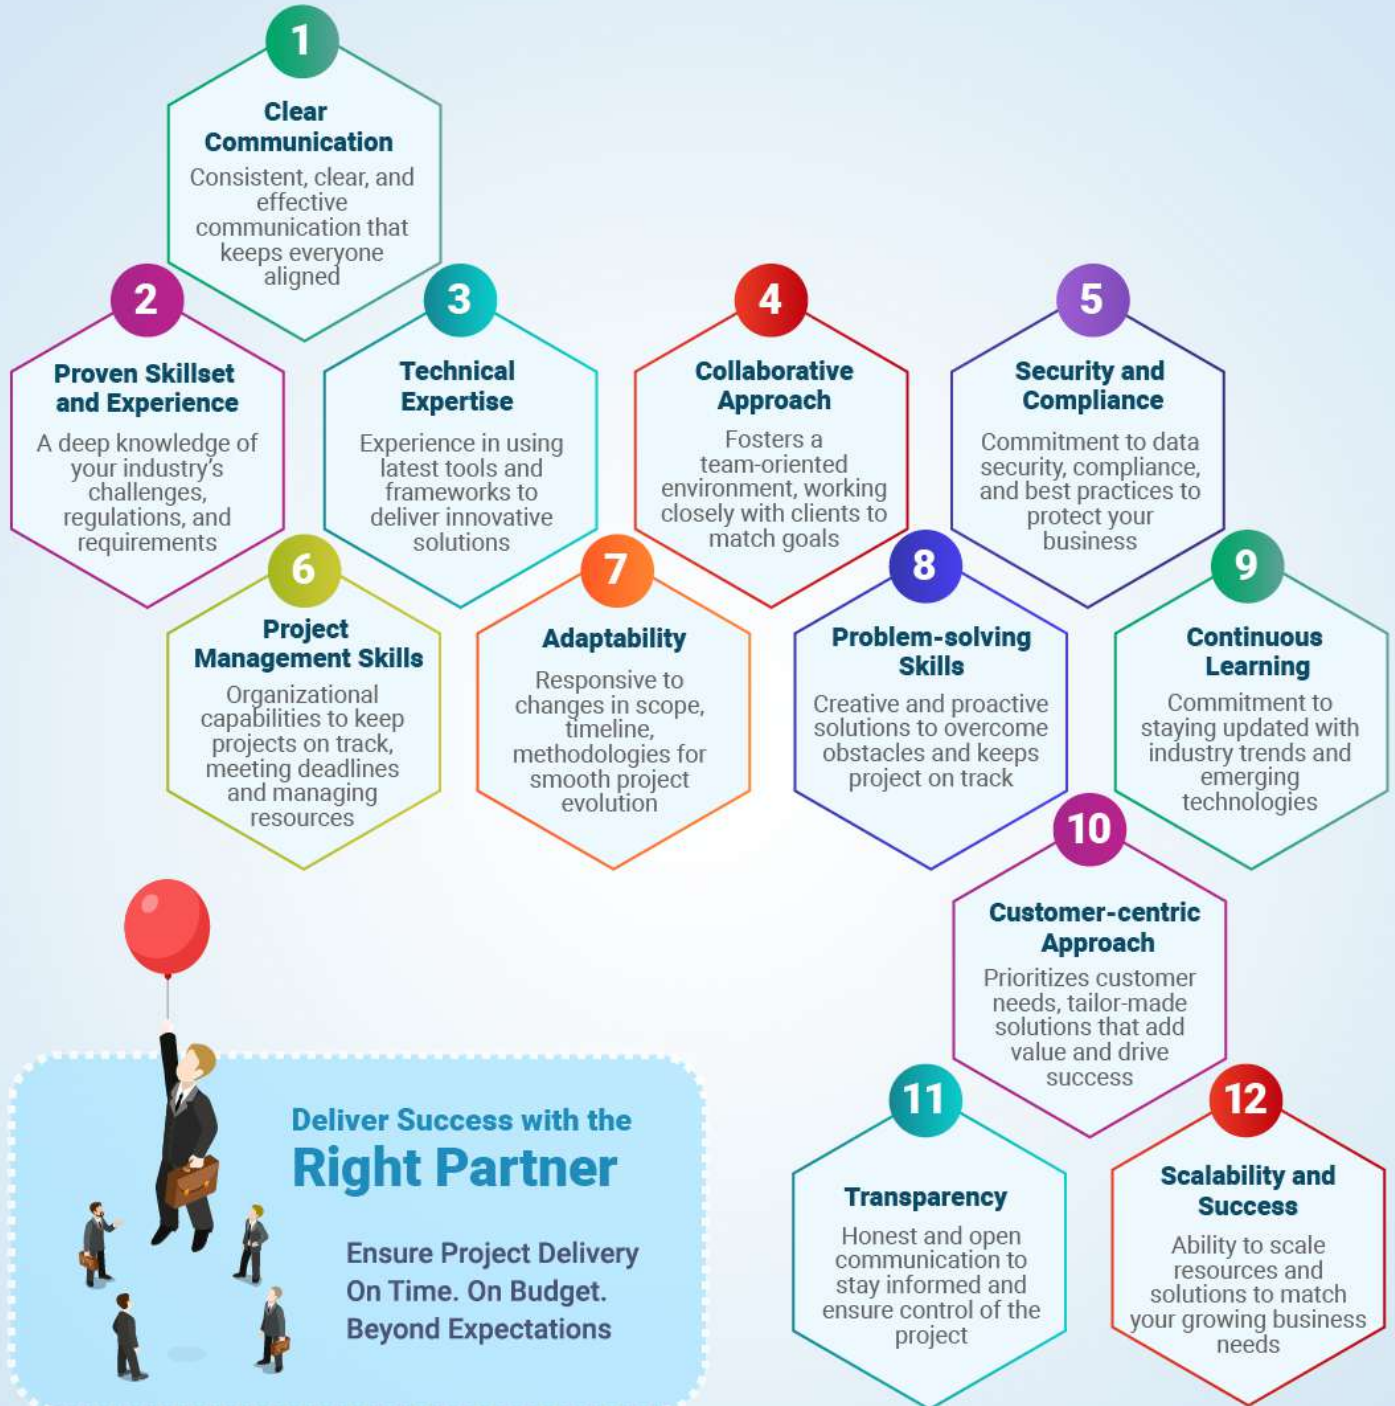 1
Clear
Communication
Consistent, clear, and
effective
communication that
keeps everyone
aligned
2
Proven Skillset
and Experience
A deep knowledge of
your industry's
challenges,
regulations, and
requirements
3
Technical
Expertise
Experience in using
latest tools and
frameworks to
deliver innovative
solutions
4
Collaborative
Approach
Fosters a
team-oriented
environment, working
closely with clients to
match goals
5
Security and
Compliance
Commitment to data
security, compliance,
and best practices to
protect your
business
6
Project
Management Skills
Organizational
capabilities to keep
projects on track,
meeting deadlines
and managing
resources
7
Adaptability
Responsive to
changes in scope,
timeline,
methodologies for
smooth project
evolution
8
Problem-solving
Skills
Creative and proactive
solutions to overcome
obstacles and keeps
project on track
9
Continuous
Learning
Commitment to
staying updated with
industry trends and
emerging
technologies
10
Customer-centric
Approach
Prioritizes customer
needs, tailor-made
solutions that add
value and drive
success
11
Transparency
Honest and open
communication to
stay informed and
ensure control of the
project
12
Scalability and
Success
Ability to scale
resources and
solutions to match
your growing business
needs
Deliver Success with the
Right Partner
Ensure Project Delivery
On Time. On Budget.
Beyond Expectations